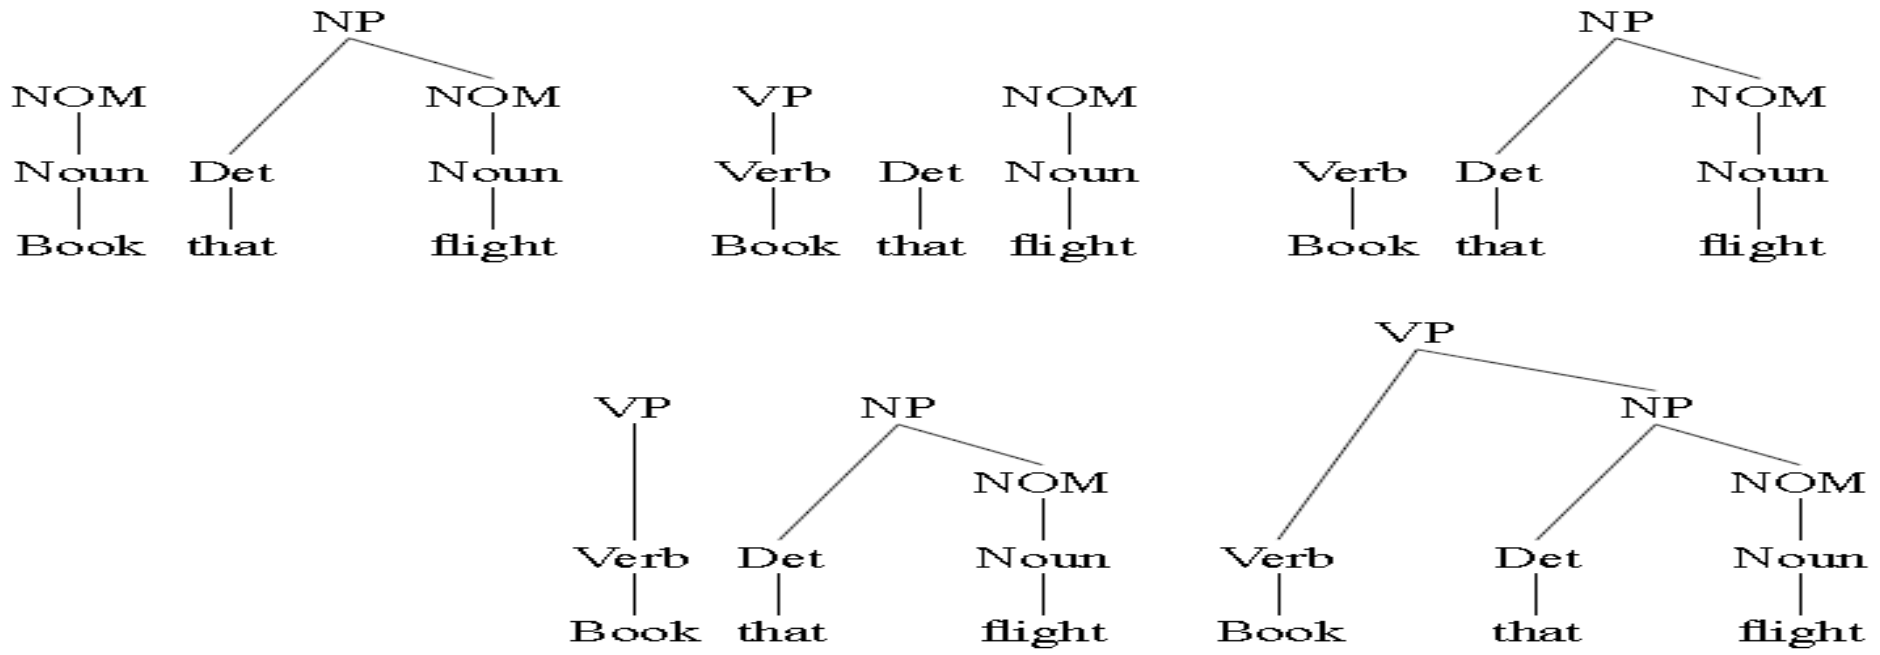 NP NP
NOM NOM VP NOM NOM
Noun Det Noun Verb Det Noun Verb Det Noun
Book that flight Book that flight Book that flight
VP
VP NP NP
NOM NOM
Verb Det Noun Verb Det Noun
Book that flight Book that flight